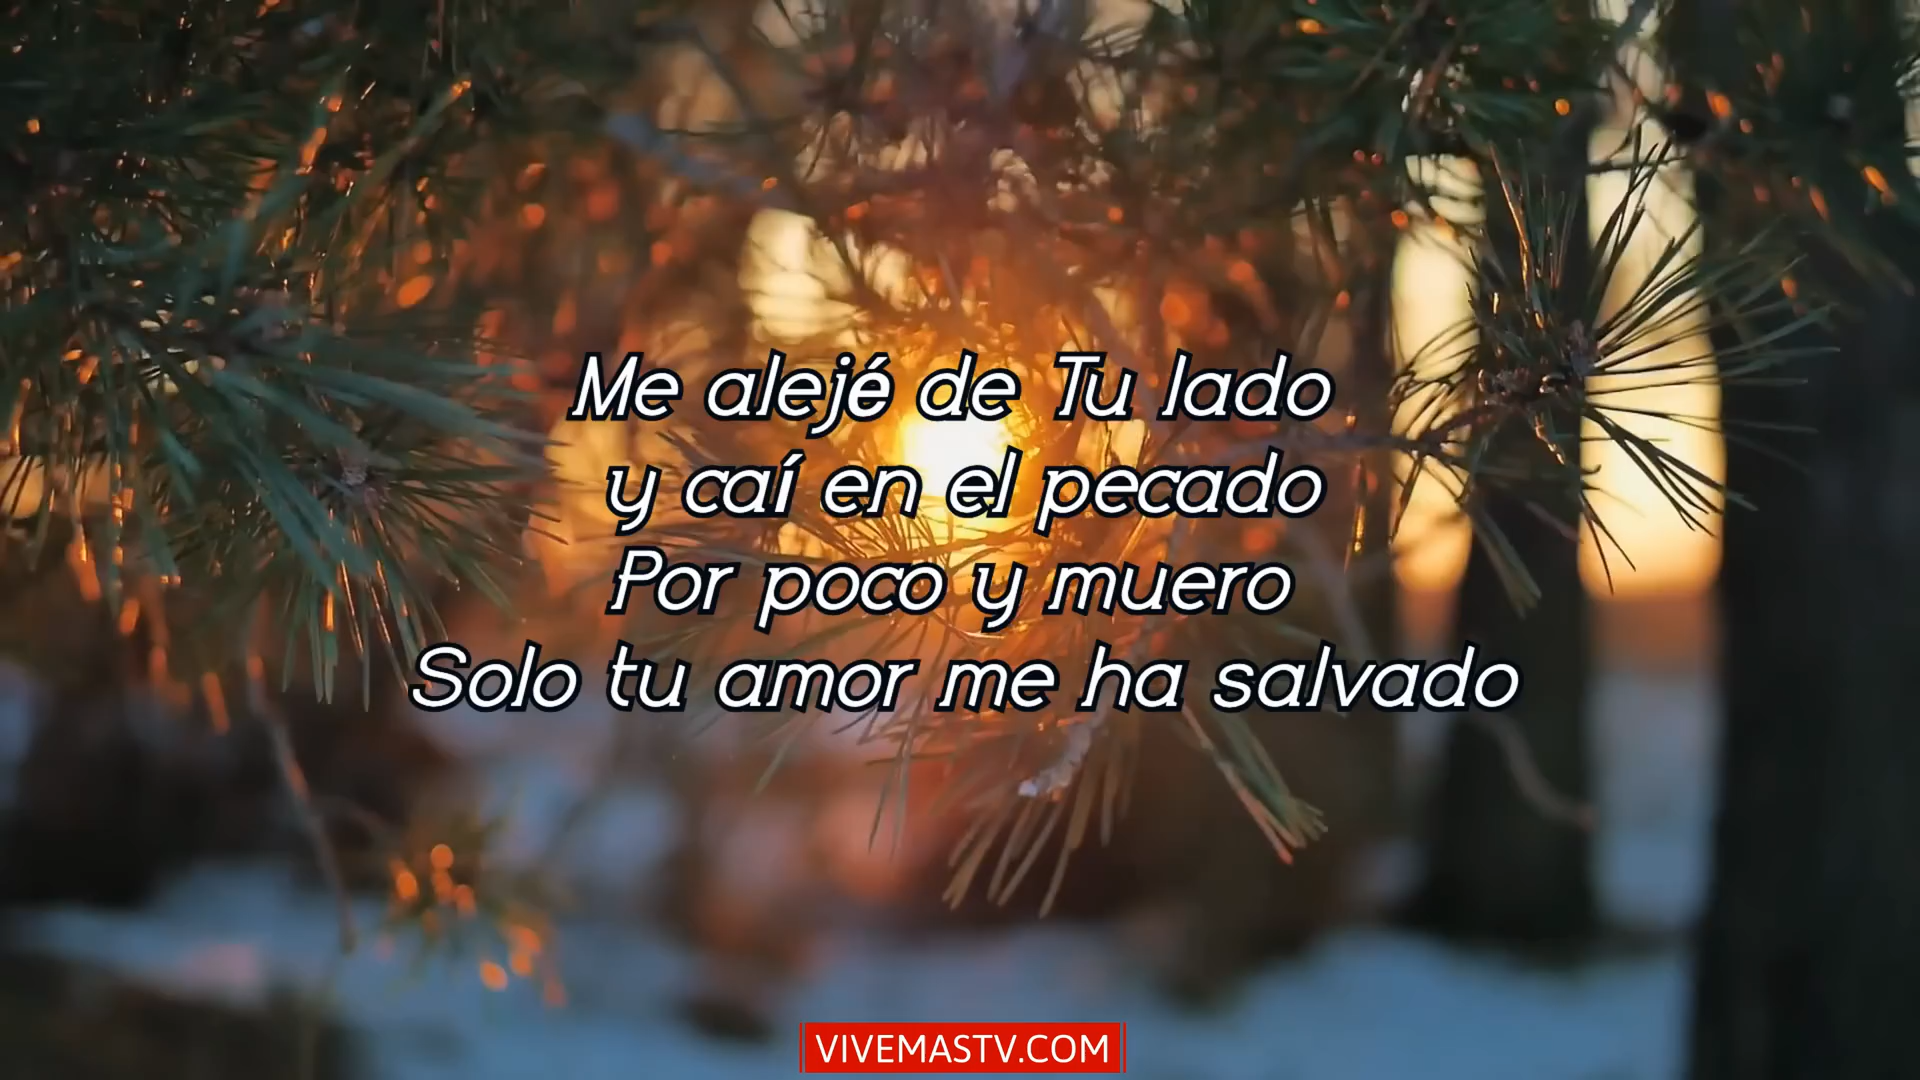 Me alejé de Tu lado
y caí en el pecado
Por poco y muero
Solo tu amor me ha salvado
VIVEMASTV.COM